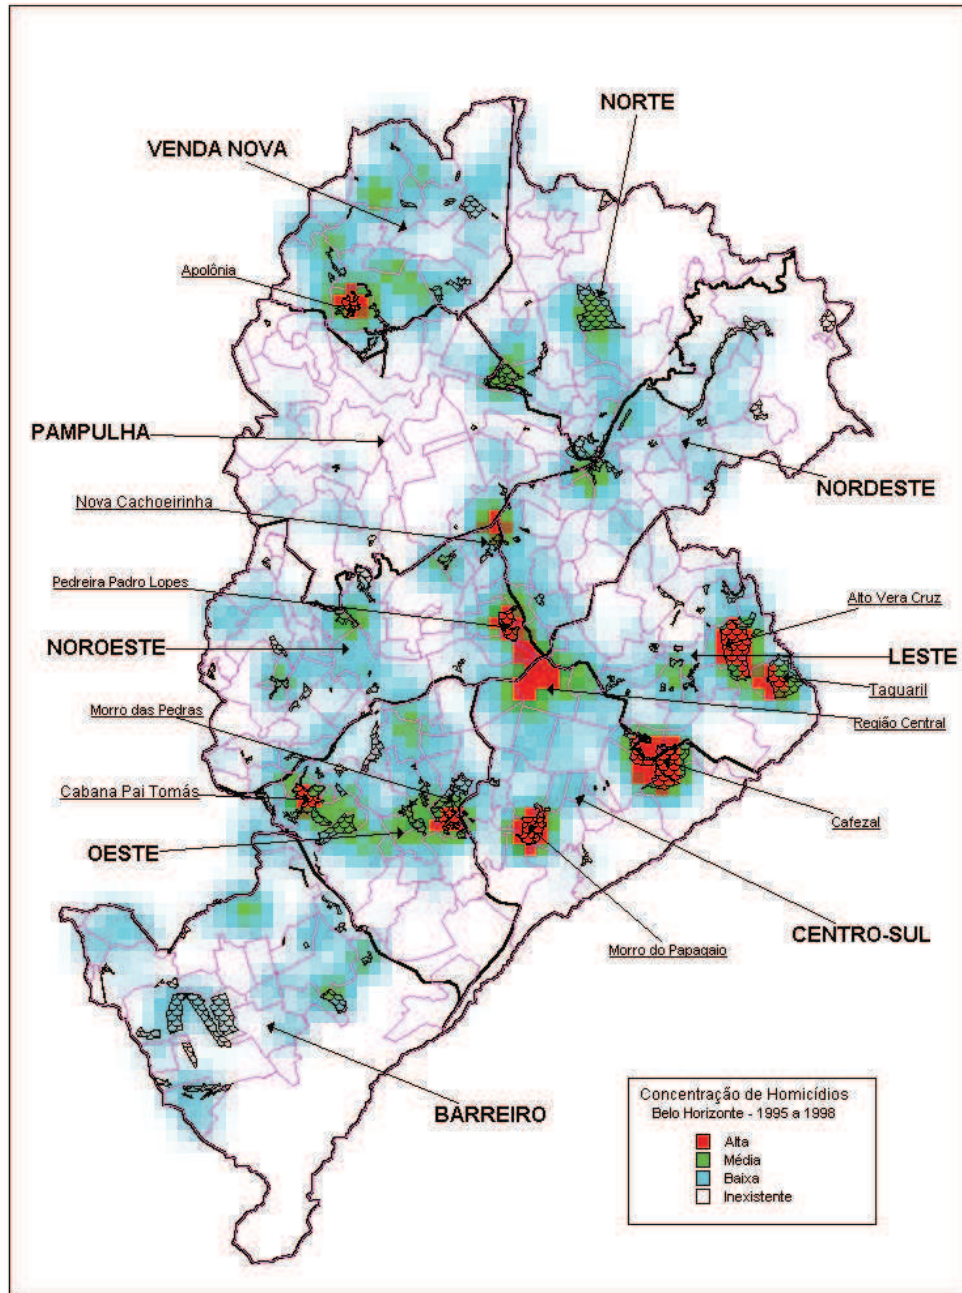 NORTE
VENDA NOVA
Apolônia
PAMPULHA
NORDESTE
Nova Cachoeirinha
Pedreira Padro Lopes
Alto Vera Cruz
NOROESTE
LESTE
Taquaril
Morro das Pedras
Região Central
Cabana Pai Tomás
Cafezal
OESTE
CENTRO-SUL
Morro do Papagaio
BARREIRO
Concentração de Homicídios
Belo Horizonte - 1995 a 1998
Alta
Média
Baixa
Inexistente